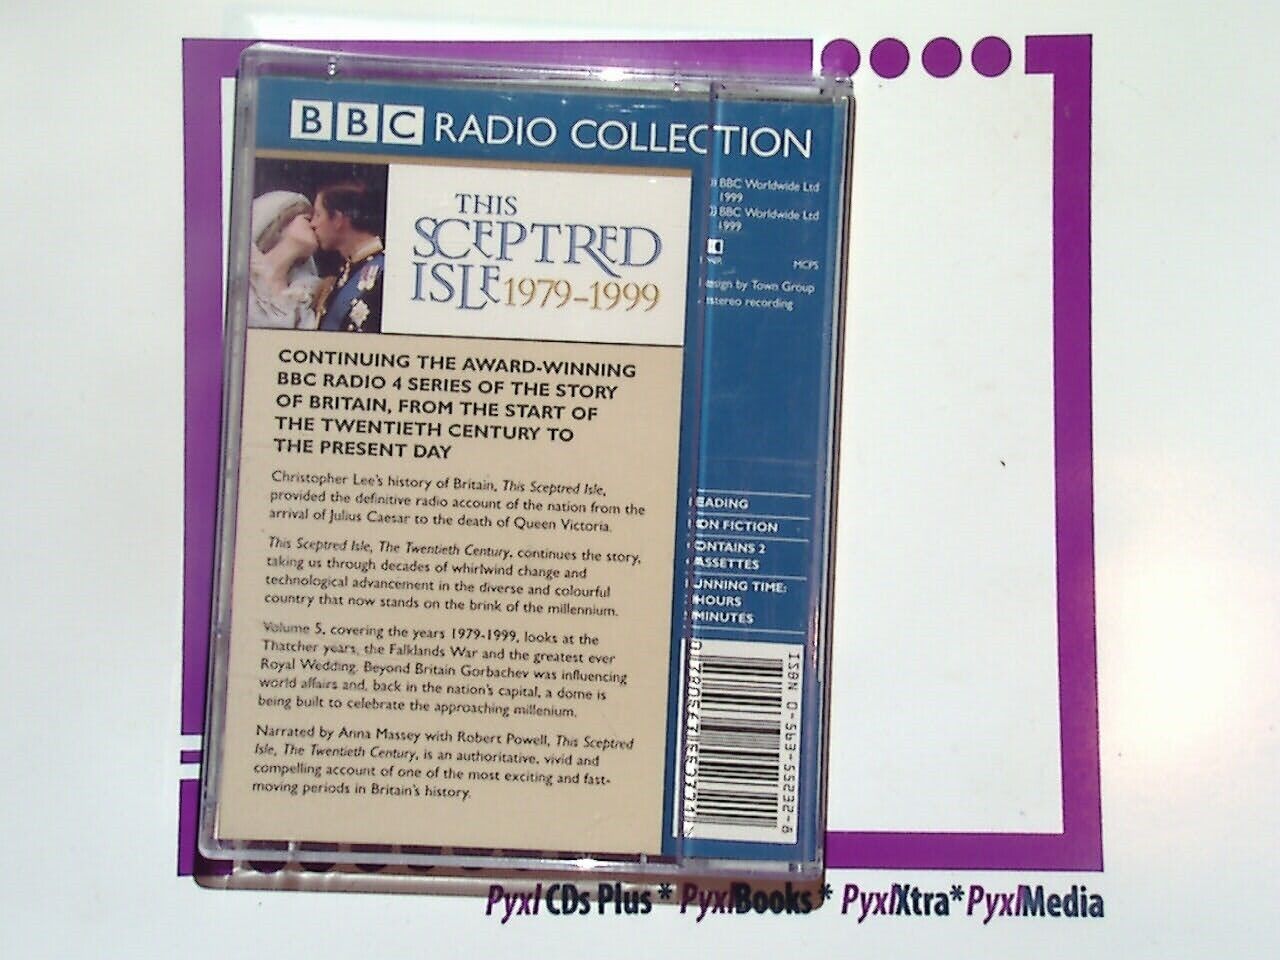 BBC RADIO COLLECTION
THIS
SCEPTRED
ISLE 1979-1999
CONTINUING THE AWARD-WINNING
BBC RADIO 4 SERIES OF THE STORY
OF BRITAIN, FROM THE START OF
THE TWENTIETH CENTURY TO
THE PRESENT DAY
Christopher Lee's history of Britain, This Sceptred Isle,
provided the definitive radio account of the nation from the
arrival of Julius Caesar to the death of Queen Victoria.
This Sceptred Isle, The Twentieth Century, continues the story,
taking us through decades of whirlwind change and
technological advancement in the diverse and colourful
country that now stands on the brink of the millennium.
Volume 5, covering the years 1979-1999, looks at the
Thatcher years, the Falklands War and the greatest ever
Royal Wedding. Beyond Britain Gorbachev was influencing
world affairs and, back in the nation's capital, a dome is
being built to celebrate the approaching millenium.
Narrated by Anna Massey with Robert Powell, This Sceptred
Isle, The Twentieth Century, is an authoritative, vivid and
compelling account of one of the most exciting and fast-
moving periods in Britain's history.
BBC Worldwide Ltd
1999
BBC Worldwide Ltd
1999
MCPS
by Town Group
stereo recording
READING
NON FICTION
CONTAINS 2
CASSETTES
RUNNING TIME:
HOURS
MINUTES
ISBN 0-563-55232-8
Pyxl CDs Plus * PyxlBooks * PyxlXtra* PyxlMedia